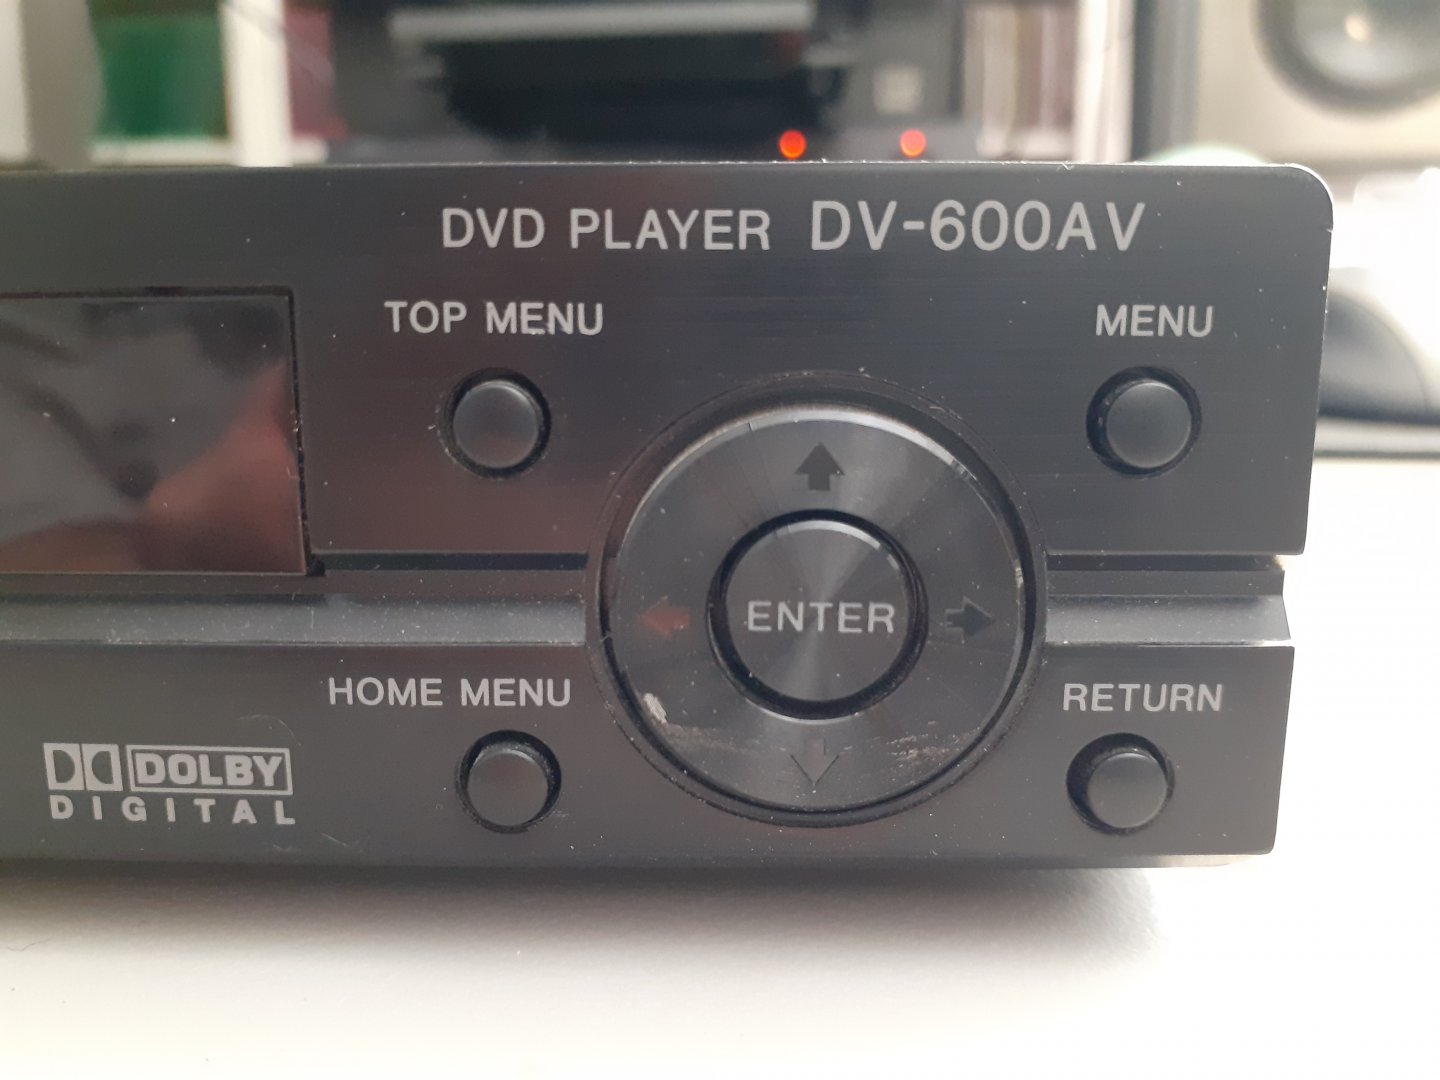 DVD PLAYER DV-600AV
TOP MENU
MENU
ENTER
HOME MENU
RETURN
DOLBY
DIGITAL